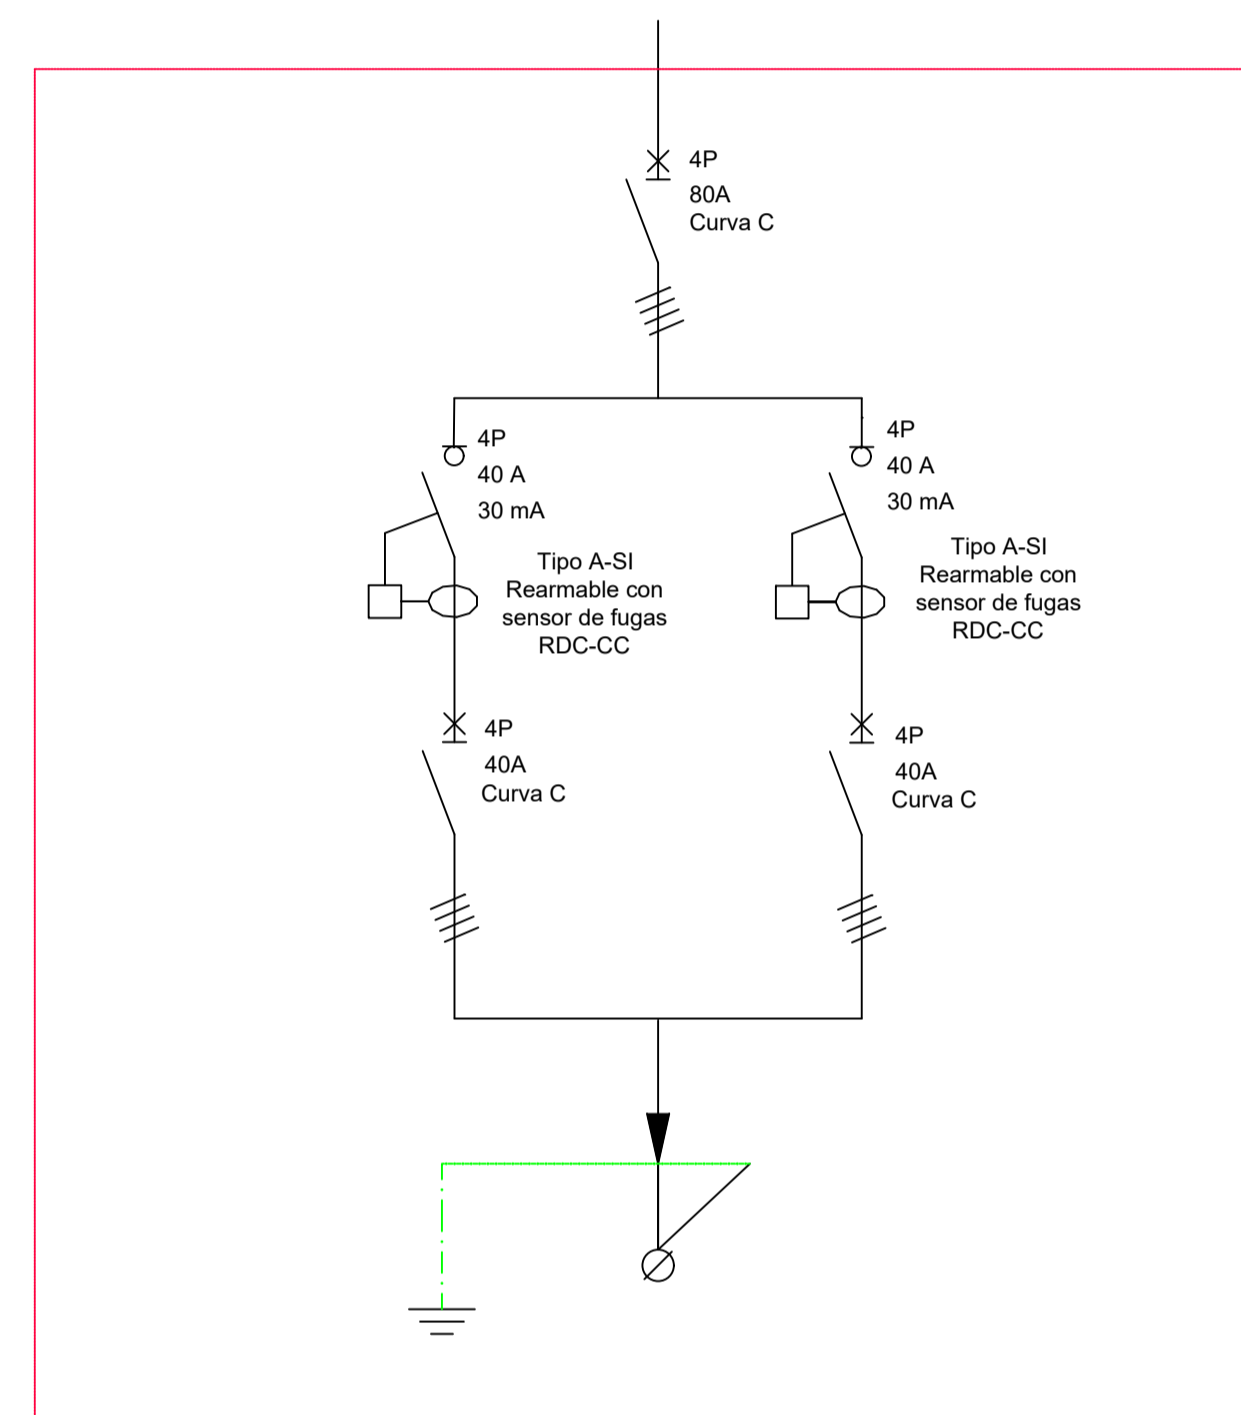 4P
80A
Curva C
4P
40 A
30 mA
Tipo A-SI
Rearmable con
sensor de fugas
RDC-CC
4P
40A
Curva C
4P
40 A
30 mA
Tipo A-SI
Rearmable con
sensor de fugas
RDC-CC
4P
40A
Curva C